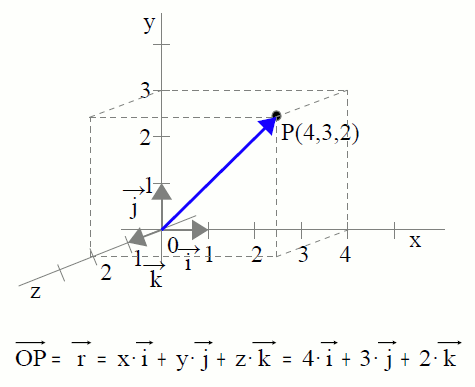 y
3
P(4,3,2)
2
1
j
0
x
1
i
2
3
4
1
k
2
z
OP = r = x·i + y·j + z·k = 4·i + 3·j + 2·k